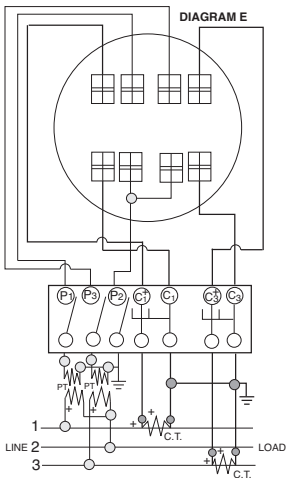 DIAGRAM E
P1 P3 P2 C1+ C1 C3+ C3
PT PT
+ +
1 + C.T.
LINE 2 LOAD
3 + C.T.